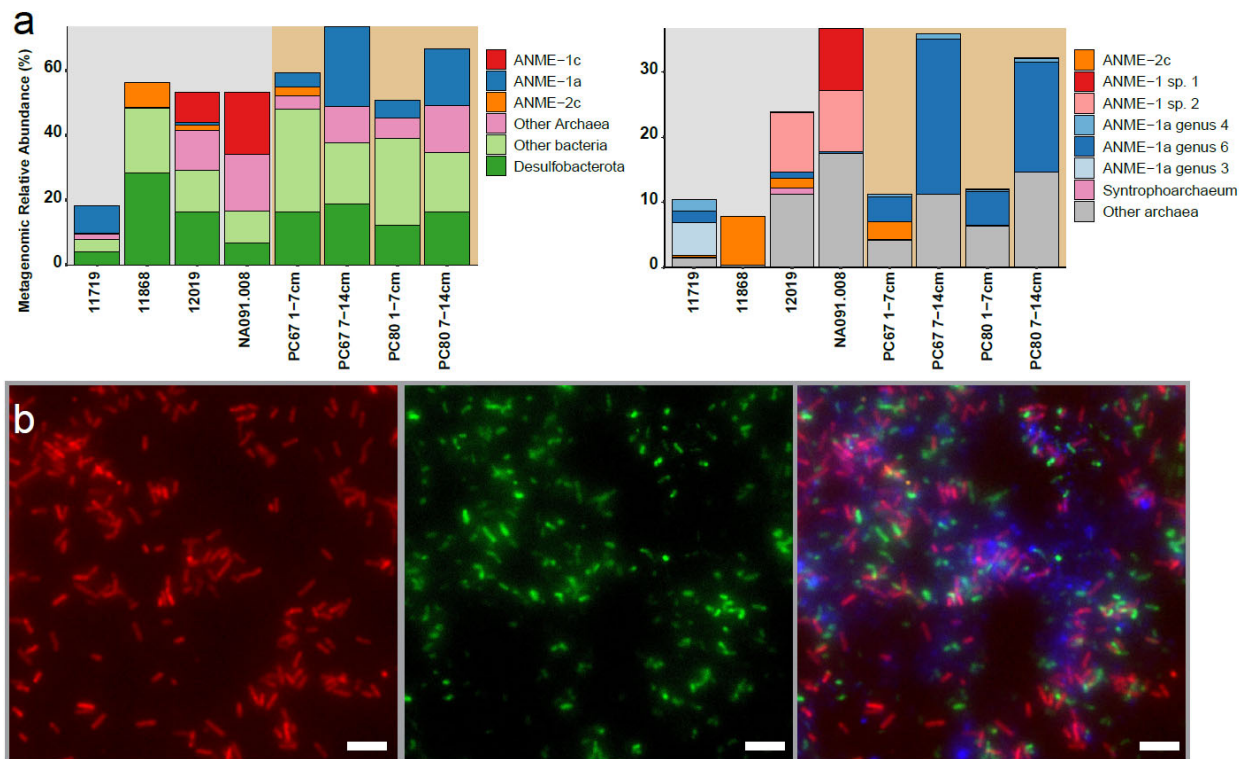 a
Metagenomic Relative Abundance (%)
60
40
20
0
11719
11868
12019
NA091.008
PC67 1-7cm
PC67 7-14cm
PC80 1-7cm
PC80 7-14cm
ANME-1c
ANME-1a
ANME-2c
Other Archaea
Other bacteria
Desulfobacterota
30
20
10
0
11719
11868
12019
NA091.008
PC67 1-7cm
PC67 7-14cm
PC80 1-7cm
PC80 7-14cm
ANME-2c
ANME-1 sp. 1
ANME-1 sp. 2
ANME-1a genus 4
ANME-1a genus 6
ANME-1a genus 3
Syntrophoarchaeum
Other archaea
b